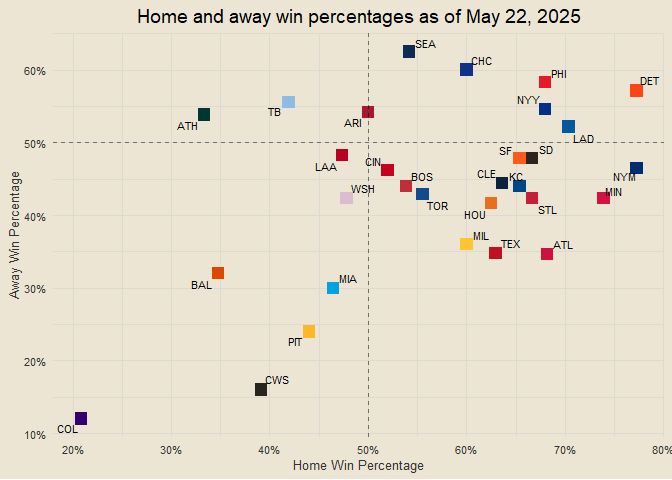 Home and away win percentages as of May 22, 2025
SEA
CHC
PHI
DET
TB
NYY
ATH
ARI
LAD
LAA
CIN
SF
SD
NYM
BOS
CLE
KC
MIN
WSH
TOR
HOU
STL
MIL
TEX
ATL
BAL
MIA
PIT
CWS
COL
60%
50%
40%
30%
20%
10%
Away Win Percentage
20%
30%
40%
50%
60%
70%
80%
Home Win Percentage